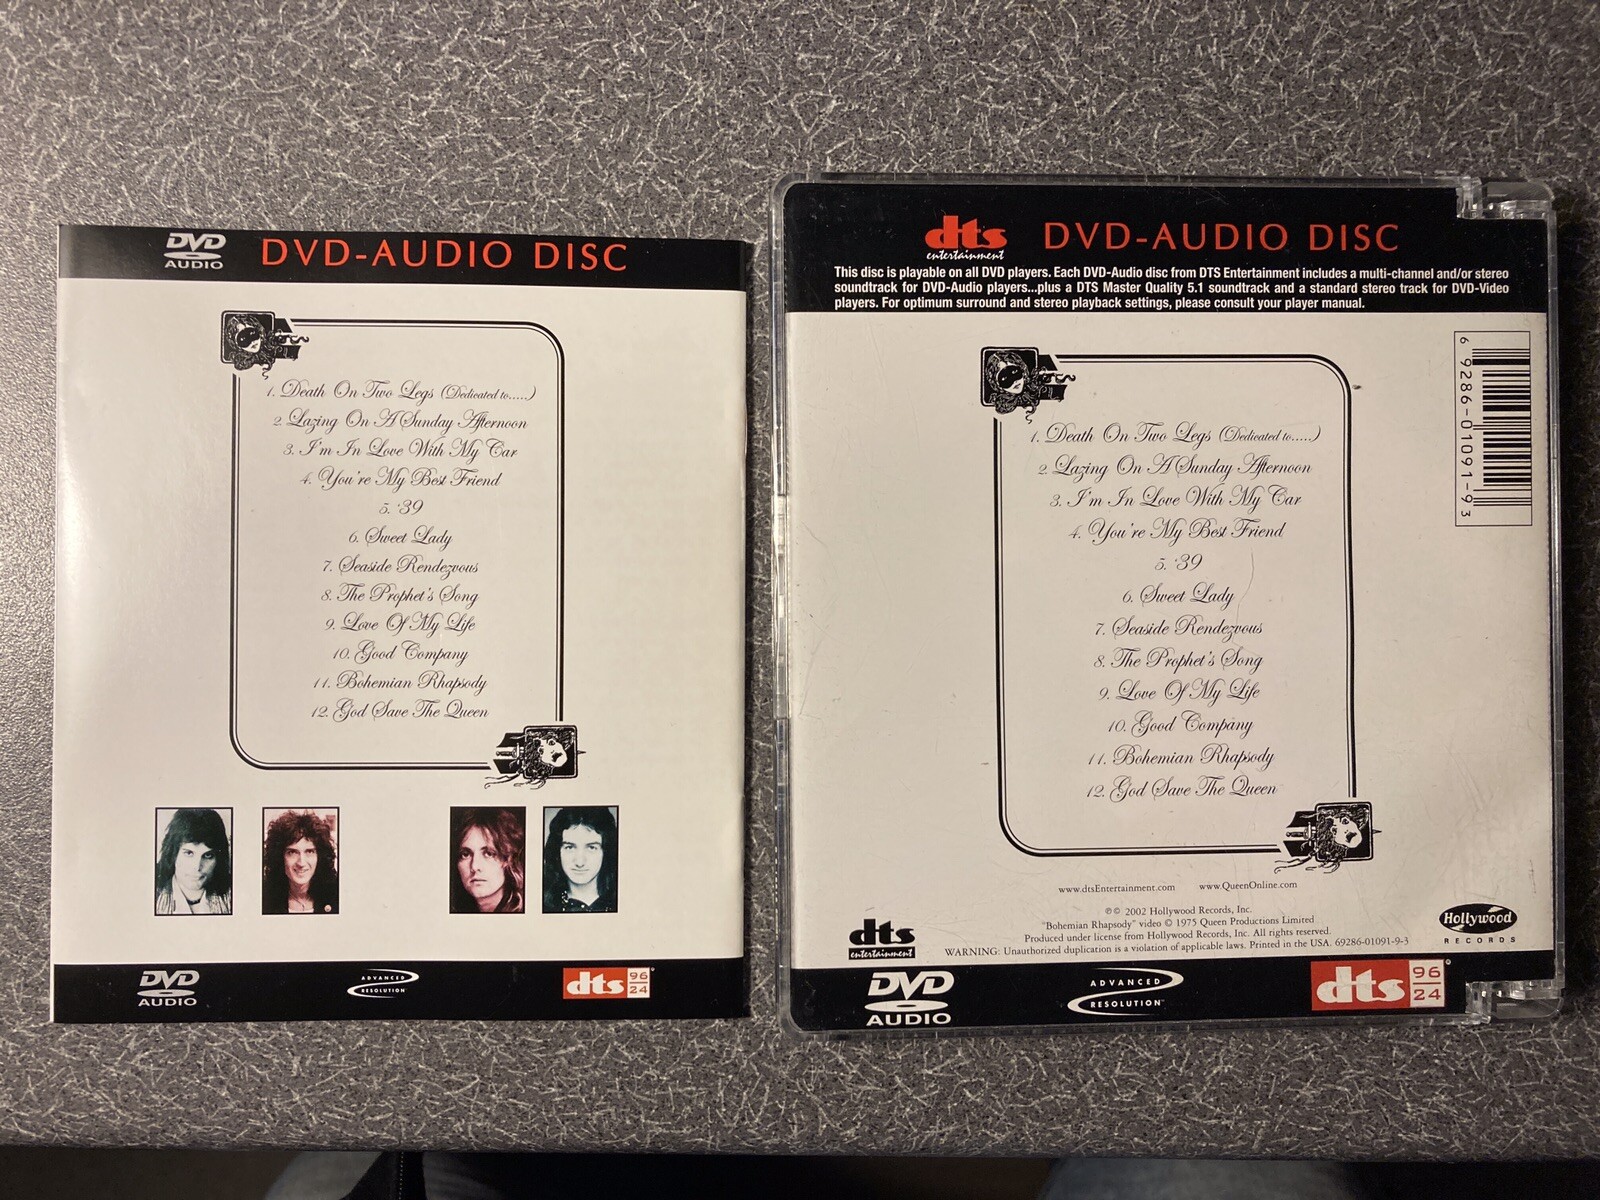 DVD
AUDIO
DVD-AUDIO DISC
1. Death On Two Legs (Dedicated to.....)
2. Lazing On A Sunday Afternoon
3. I'm In Love With My Car
4. You're My Best Friend
5. '39
6. Sweet Lady
7. Seaside Rendezvous
8. The Prophet's Song
9. Love Of My Life
10. Good Company
11. Bohemian Rhapsody
12. God Save The Queen
DVD
AUDIO
ADVANCED
RESOLUTION
dts 96
24
dts
entertainment
DVD-AUDIO DISC
This disc is playable on all DVD players. Each DVD-Audio disc from DTS Entertainment includes a multi-channel and/or stereo
soundtrack for DVD-Audio players...plus a DTS Master Quality 5.1 soundtrack and a standard stereo track for DVD-Video
players. For optimum surround and stereo playback settings, please consult your player manual.
6 9286-01091-9 3
1. Death On Two Legs (Dedicated to.....)
2. Lazing On A Sunday Afternoon
3. I'm In Love With My Car
4. You're My Best Friend
5. '39
6. Sweet Lady
7. Seaside Rendezvous
8. The Prophet's Song
9. Love Of My Life
10. Good Company
11. Bohemian Rhapsody
12. God Save The Queen
www.dtsEntertainment.com www.QueenOnline.com
℗© 2002 Hollywood Records, Inc.
"Bohemian Rhapsody" video © 1975 Queen Productions Limited
Produced under license from Hollywood Records, Inc. All rights reserved.
WARNING: Unauthorized duplication is a violation of applicable laws. Printed in the USA. 69286-01091-9-3
dts
entertainment
Hollywood
RECORDS
DVD
AUDIO
ADVANCED
RESOLUTION™
dts 96
24